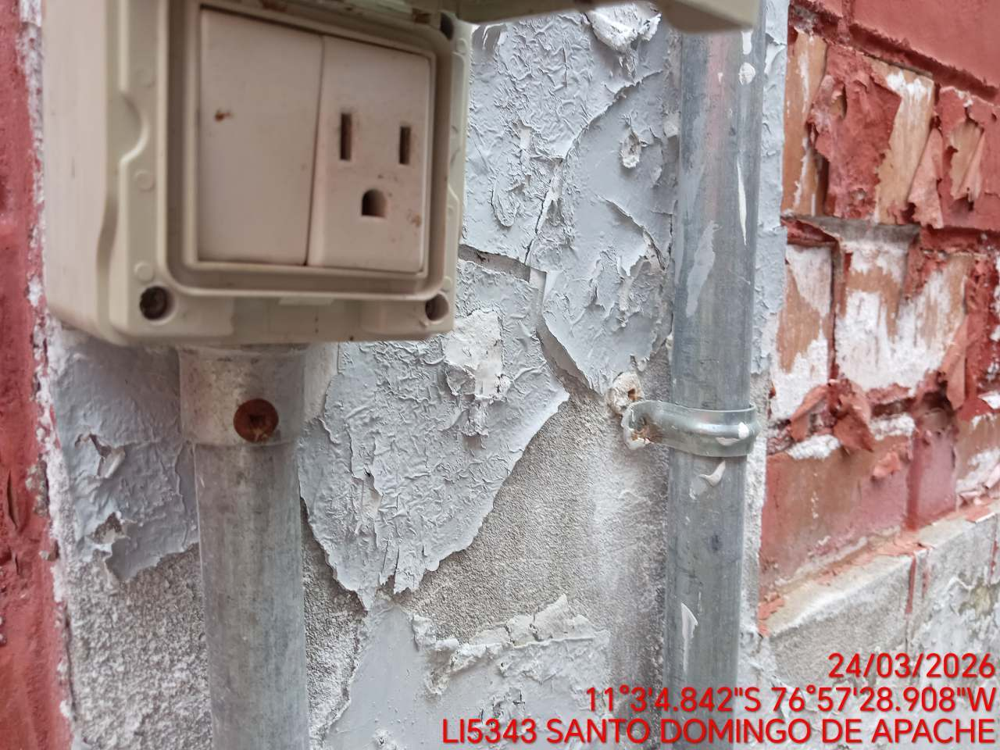 24/03/2026
11°3'4.842"S 76°57'28.908"W
LI5343 SANTO DOMINGO DE APACHE